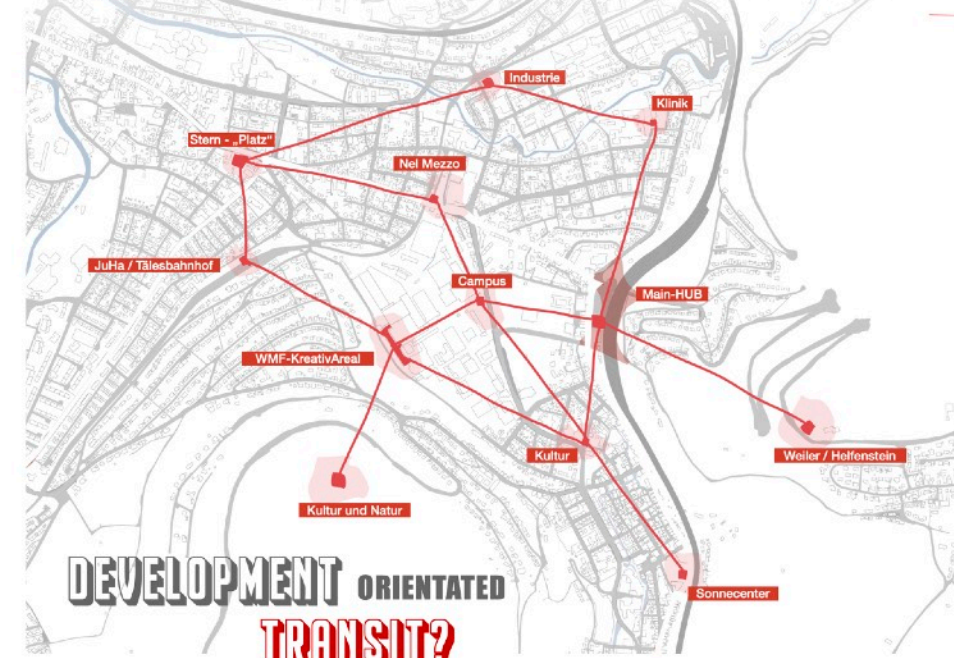 Industrie
Klinik
Stern - „Platz“
Nel Mezzo
JuHa / Tälesbahnhof
Campus
Main-HUB
WMF-KreativAreal
Kultur
Weiler / Helfenstein
Kultur und Natur
Sonnecenter
DEVELOPMENT ORIENTATED
TRANSIT?